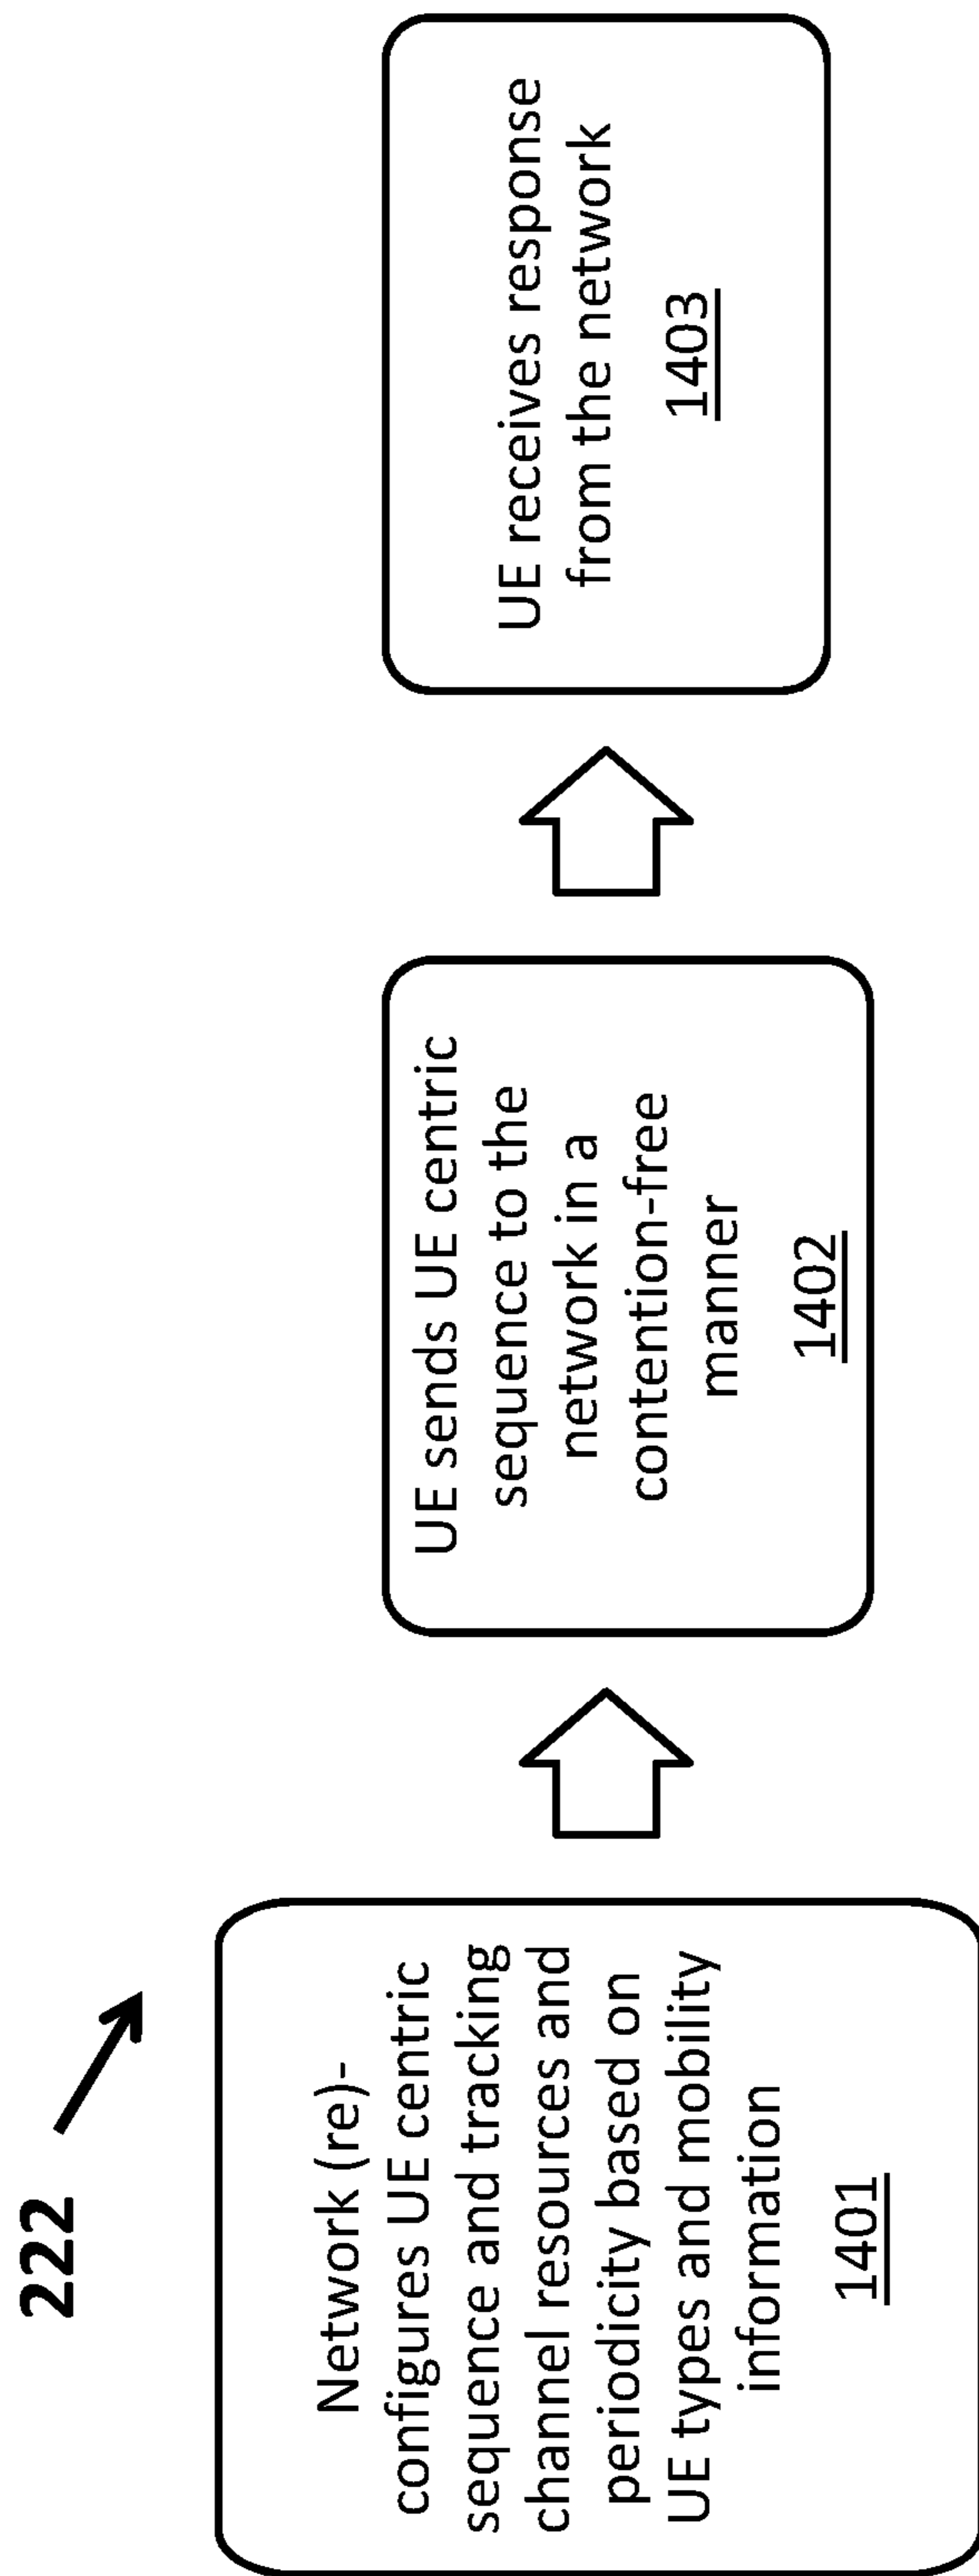 222
Network (re)-
configures UE centric
sequence and tracking
channel resources and
periodicity based on
UE types and mobility
information
1401
UE sends UE centric
sequence to the
network in a
contention-free
manner
1402
UE receives response
from the network
1403